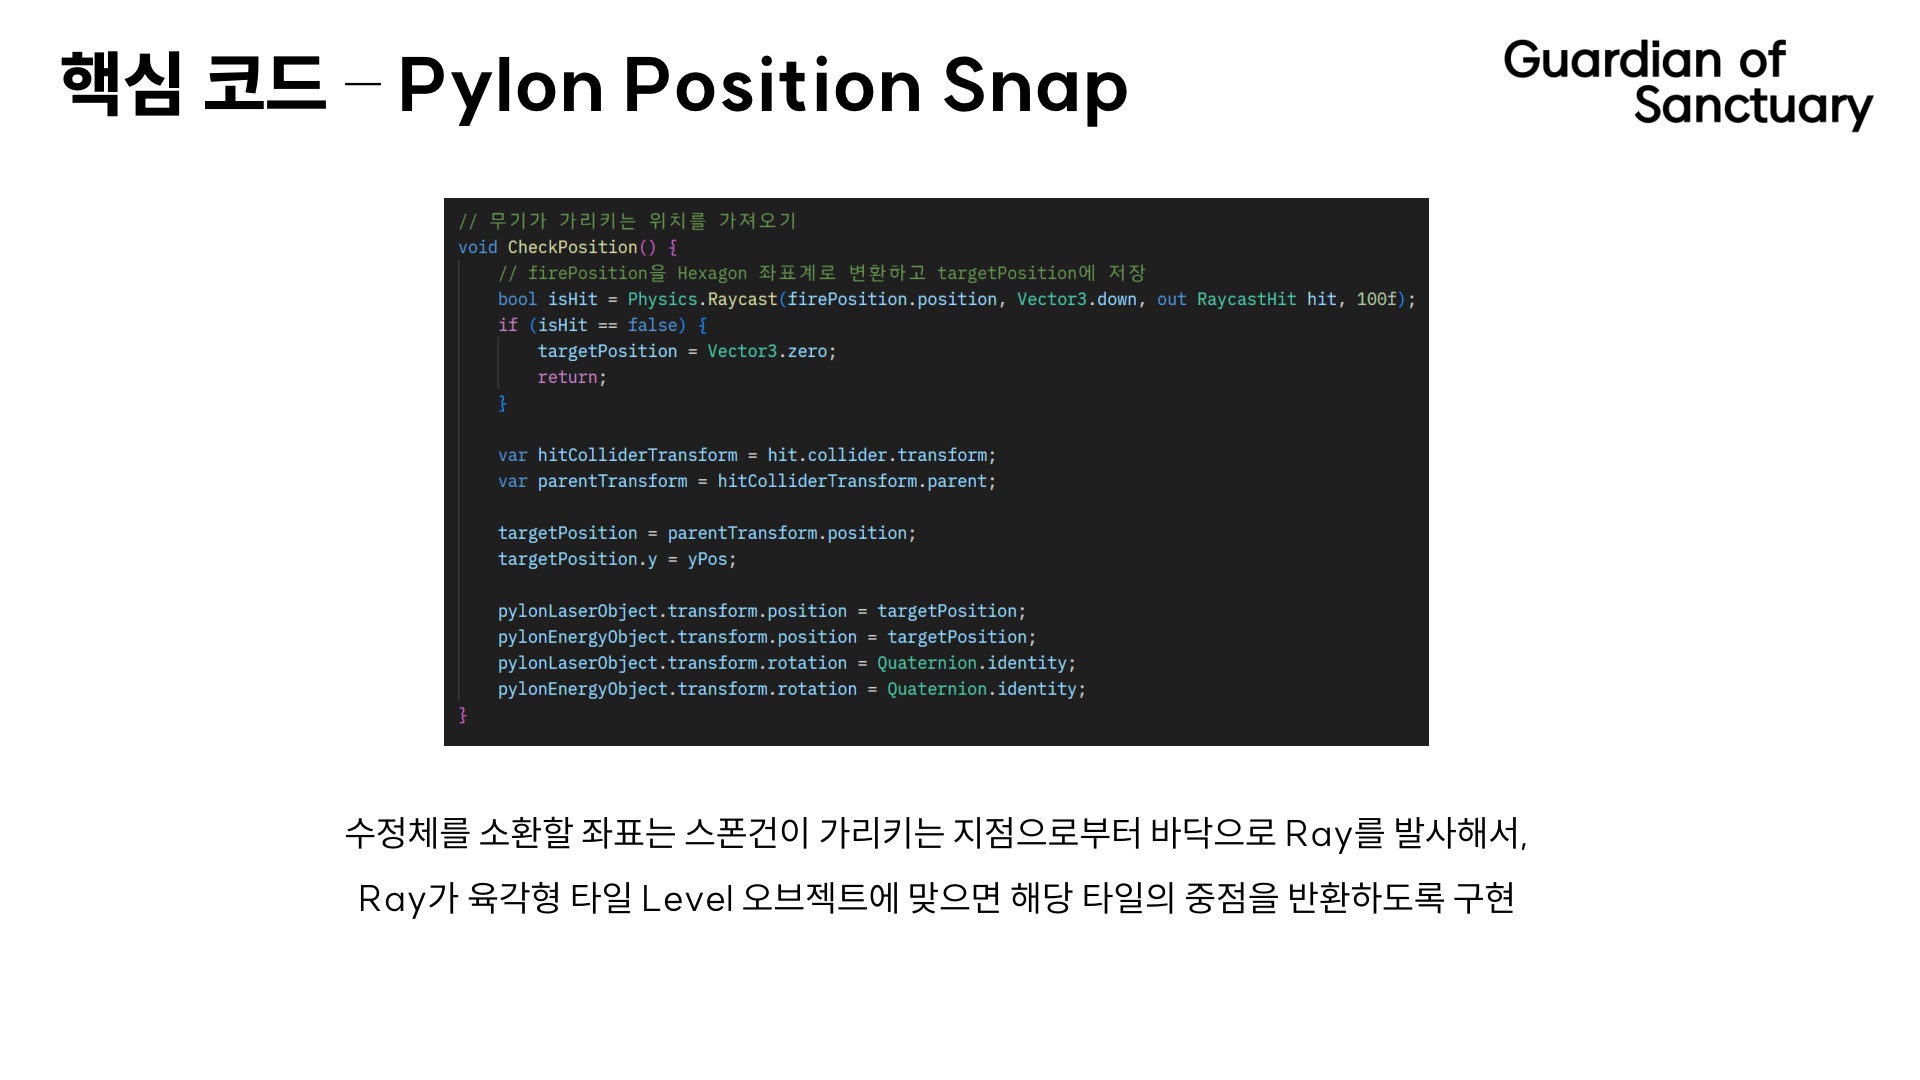 핵심 코드 – Pylon Position Snap
Guardian of
Sanctuary
// 무기가 가리키는 위치를 가져오기
void CheckPosition() {
    // firePosition을 Hexagon 좌표계로 변환하고 targetPosition에 저장
    bool isHit = Physics.Raycast(firePosition.position, Vector3.down, out RaycastHit hit, 100f);
    if (isHit == false) {
        targetPosition = Vector3.zero;
        return;
    }
    var hitColliderTransform = hit.collider.transform;
    var parentTransform = hitColliderTransform.parent;
    targetPosition = parentTransform.position;
    targetPosition.y = yPos;
    pylonLaserObject.transform.position = targetPosition;
    pylonEnergyObject.transform.position = targetPosition;
    pylonLaserObject.transform.rotation = Quaternion.identity;
    pylonEnergyObject.transform.rotation = Quaternion.identity;
}
수정체를 소환할 좌표는 스폰건이 가리키는 지점으로부터 바닥으로 Ray를 발사해서,
Ray가 육각형 타일 Level 오브젝트에 맞으면 해당 타일의 중점을 반환하도록 구현